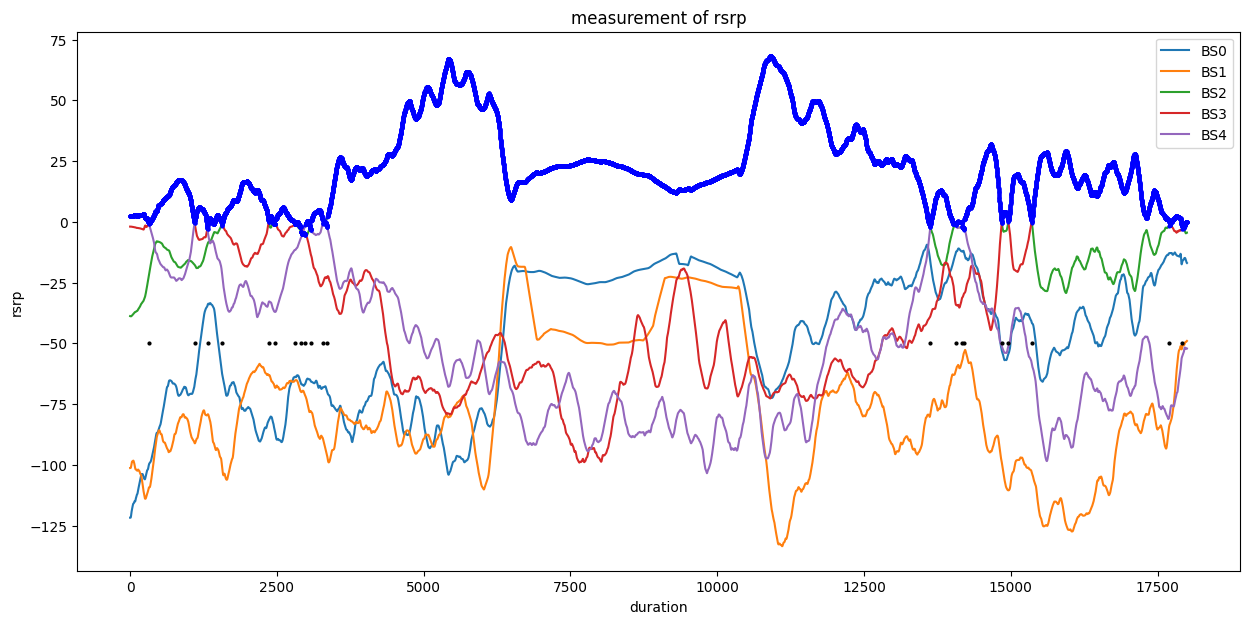 measurement of rsrp
75
50
25
0
−25
−50
−75
−100
−125
rsrp
BS0
BS1
BS2
BS3
BS4
0 2500 5000 7500 10000 12500 15000 17500
duration